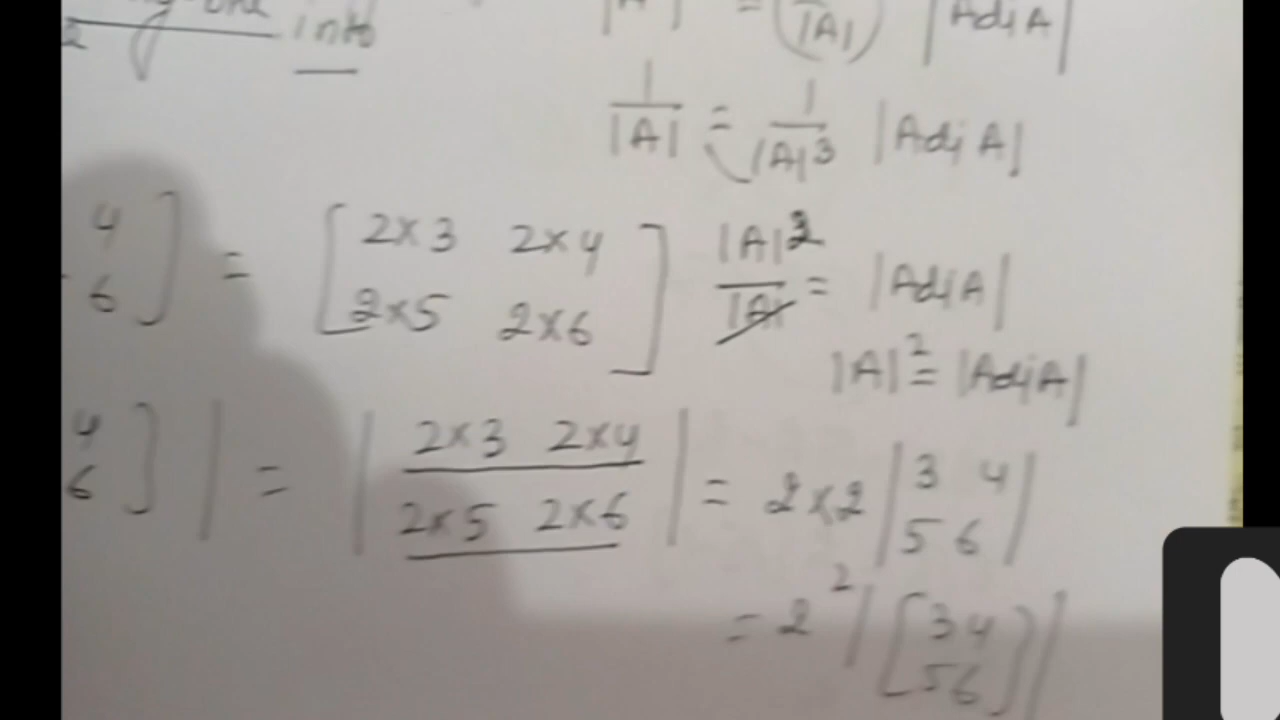 into |A| = 1/|A| |Adj A|
1/|A| = 1/|A|³ |Adj A|
4] = [2×3 2×4] |A|³/|A| = |Adj A|
6] [2×5 2×6]
|A|² = |Adj A|
4]| = |2×3 2×4| = 2×2 |3 4|
6]| |2×5 2×6| |5 6|
= 2² |[3 4]|
|[5 6]|